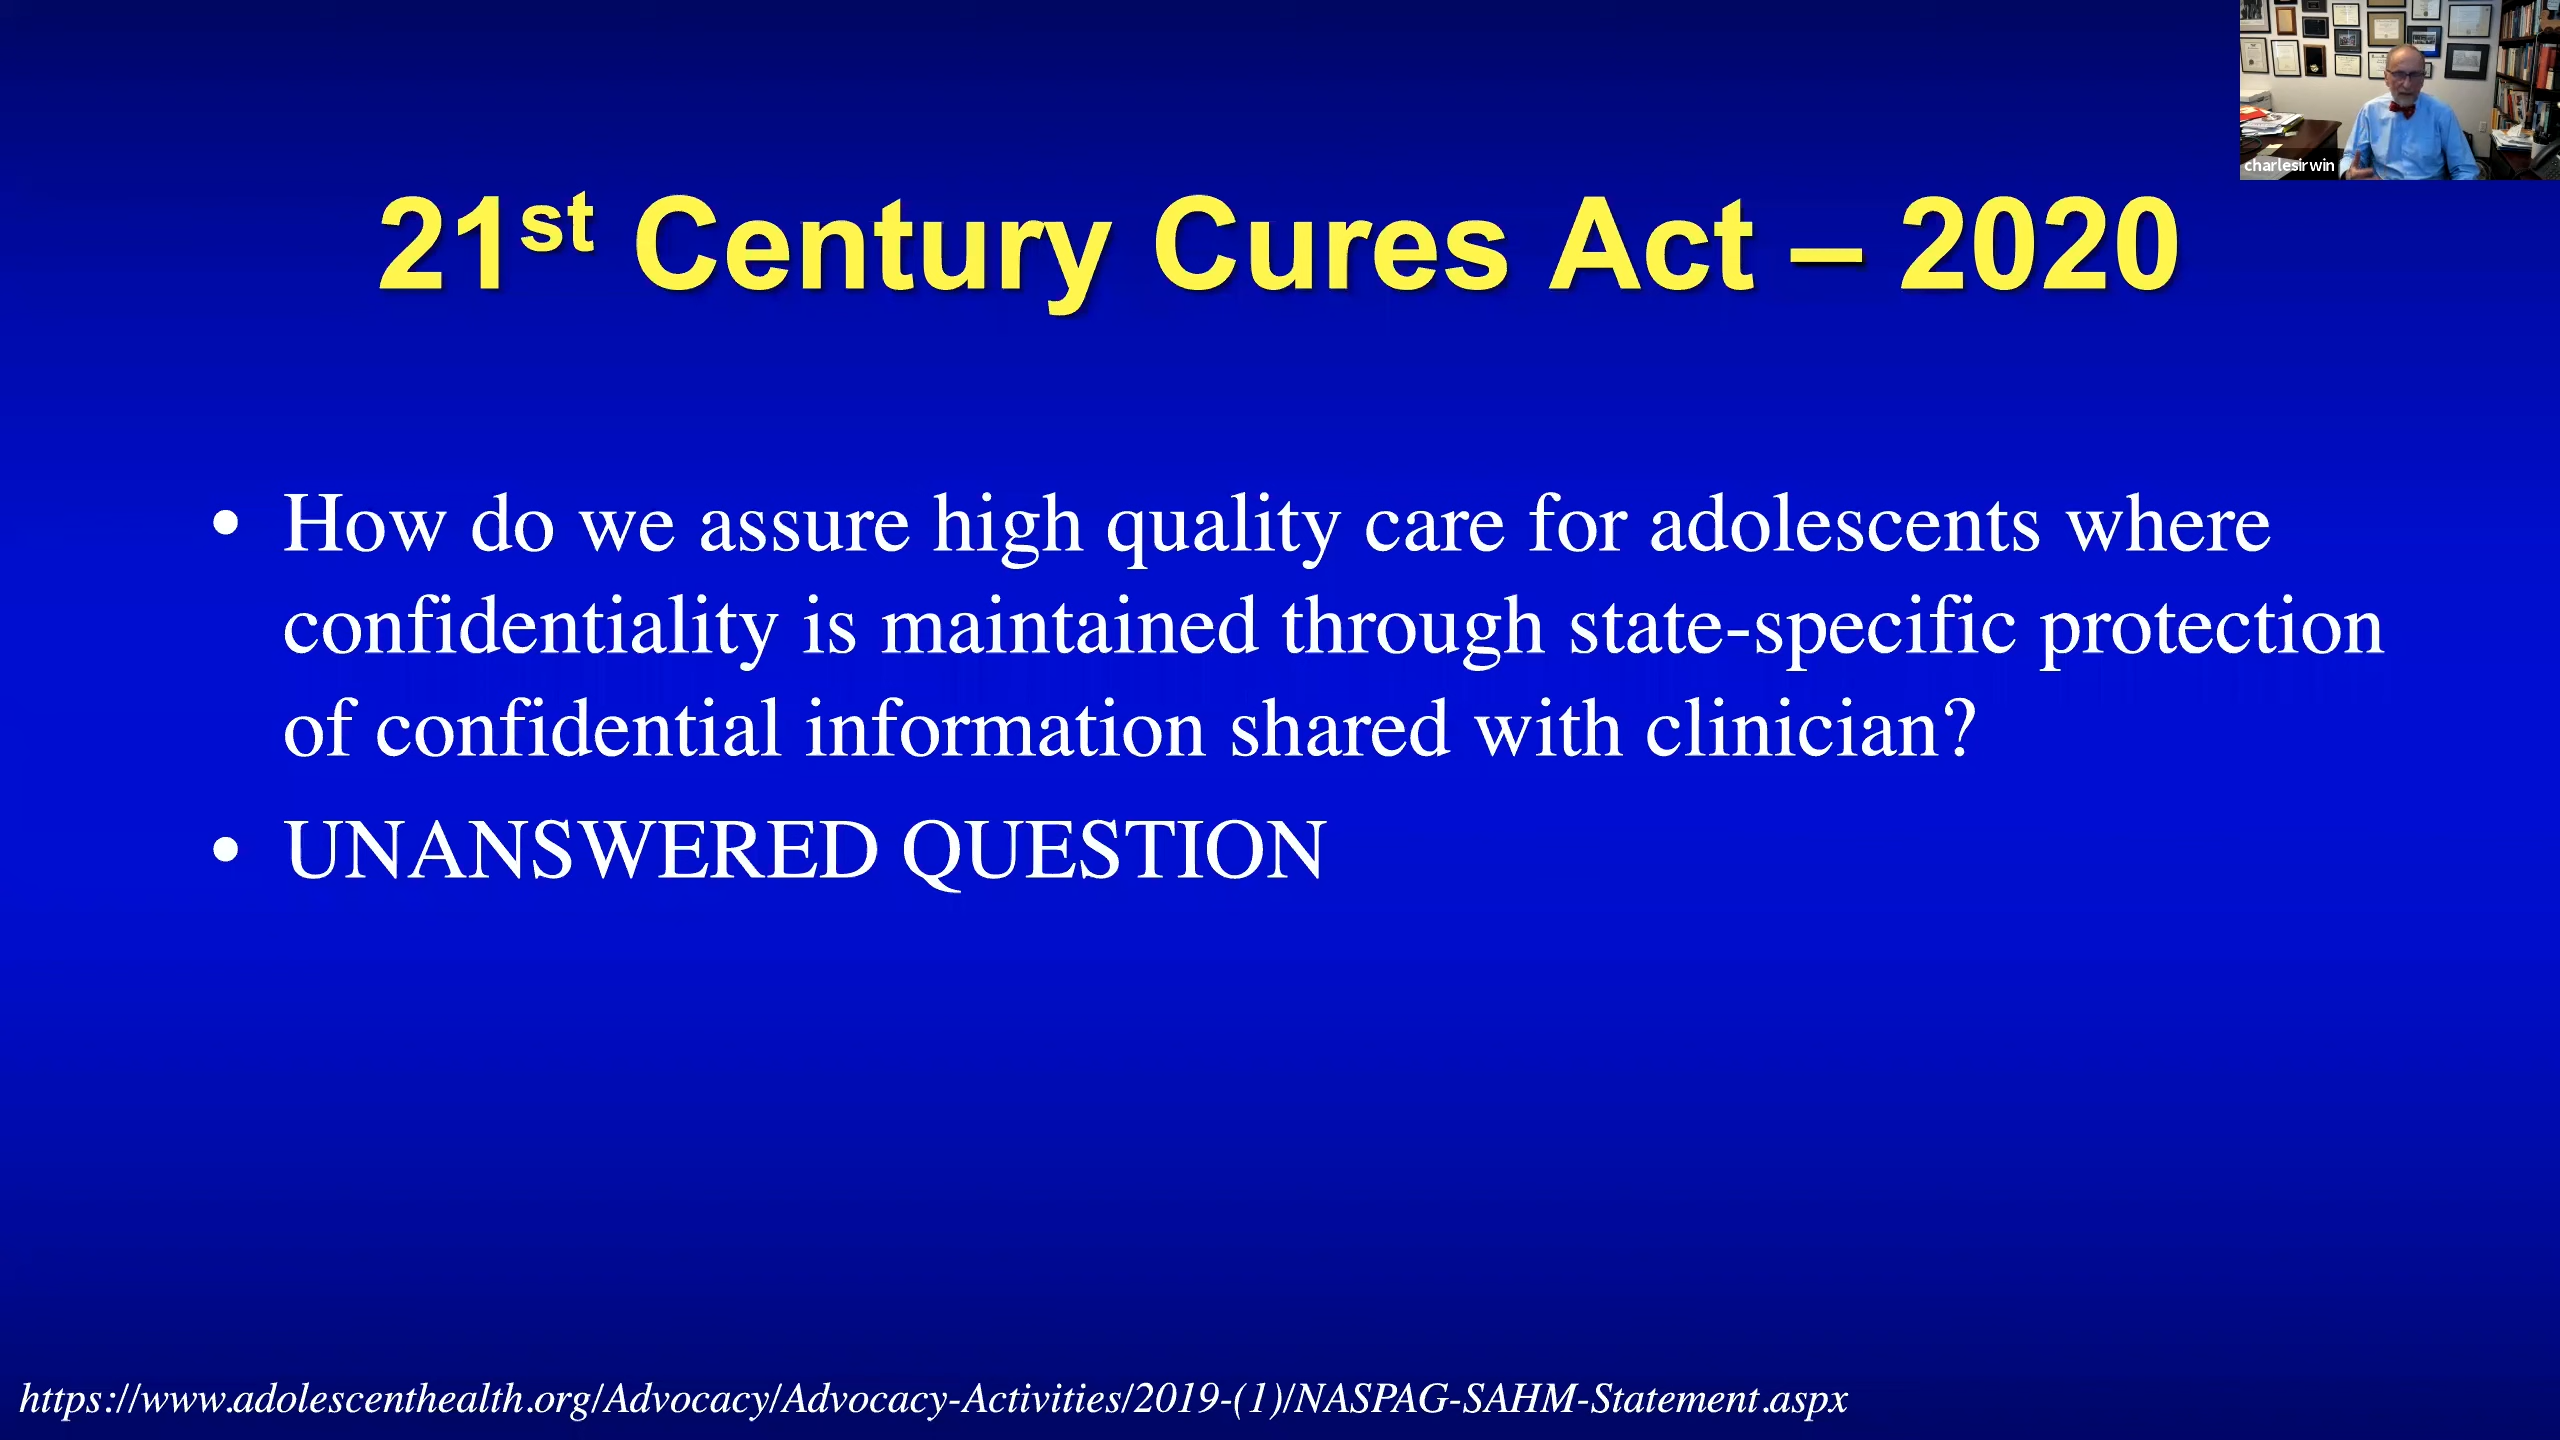 charlesirwin
21st Century Cures Act – 2020
• How do we assure high quality care for adolescents where
confidentiality is maintained through state-specific protection
of confidential information shared with clinician?
• UNANSWERED QUESTION
https://www.adolescenthealth.org/Advocacy/Advocacy-Activities/2019-(1)/NASPAG-SAHM-Statement.aspx